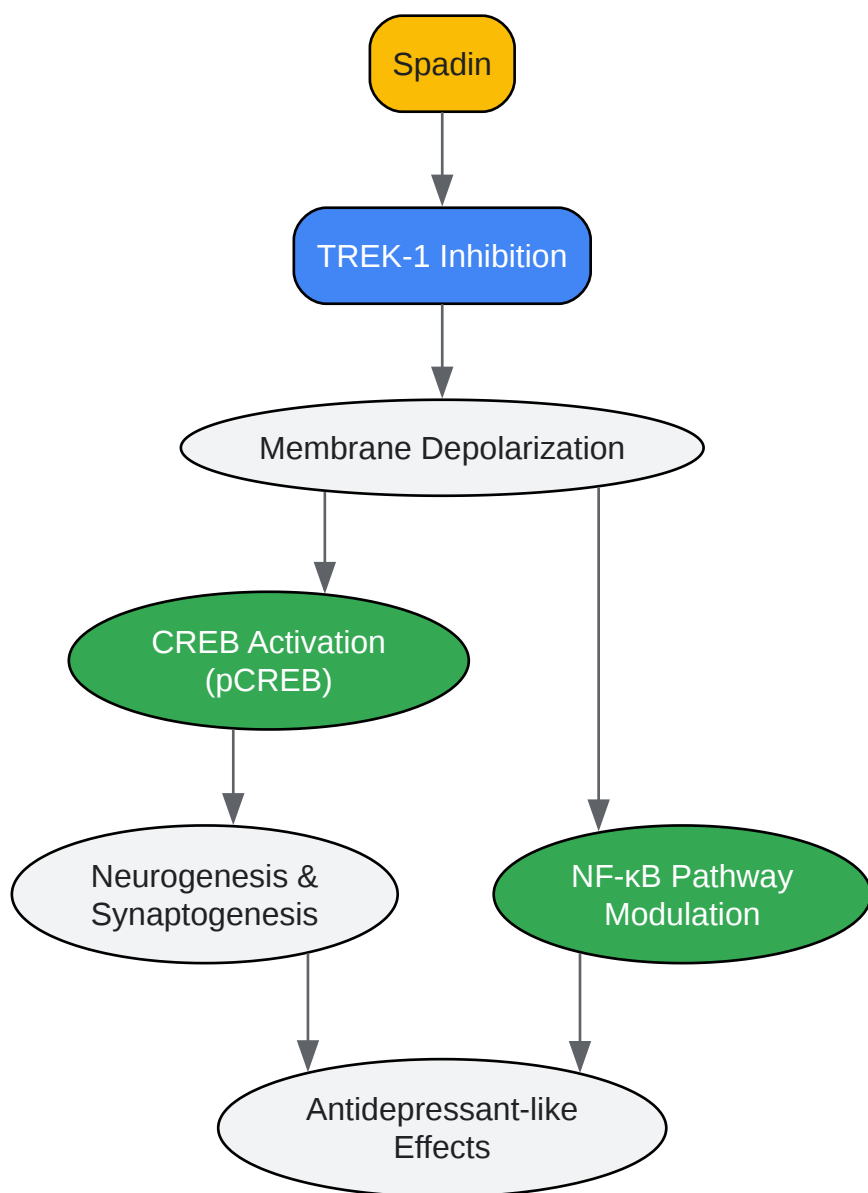 Spadin
TREK-1 Inhibition
Membrane Depolarization
CREB Activation
(pCREB)
Neurogenesis &
Synaptogenesis
NF-κB Pathway
Modulation
Antidepressant-like
Effects